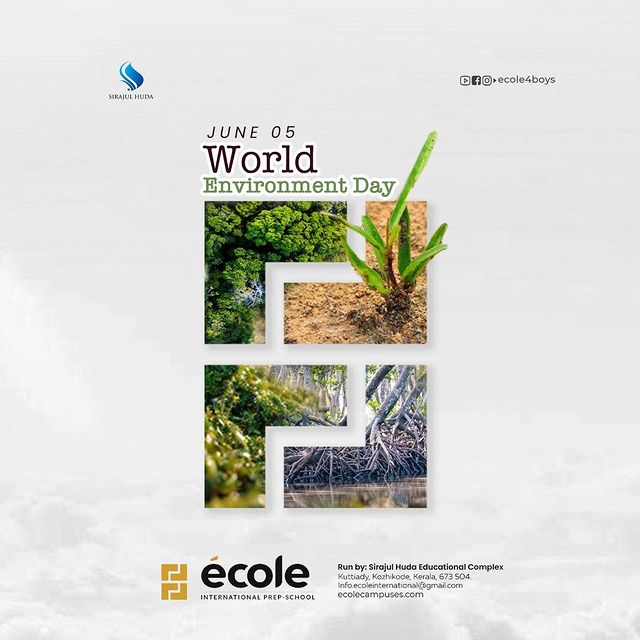 SIRAJUL HUDA
ecole4boys
JUNE 05
World
Environment Day
école
INTERNATIONAL PREP-SCHOOL
Run by: Sirajul Huda Educational Complex
Kuttiady, Kozhikode, Kerala, 673 504.
Info.ecoleinternational@gmail.com
ecolecampuses.com